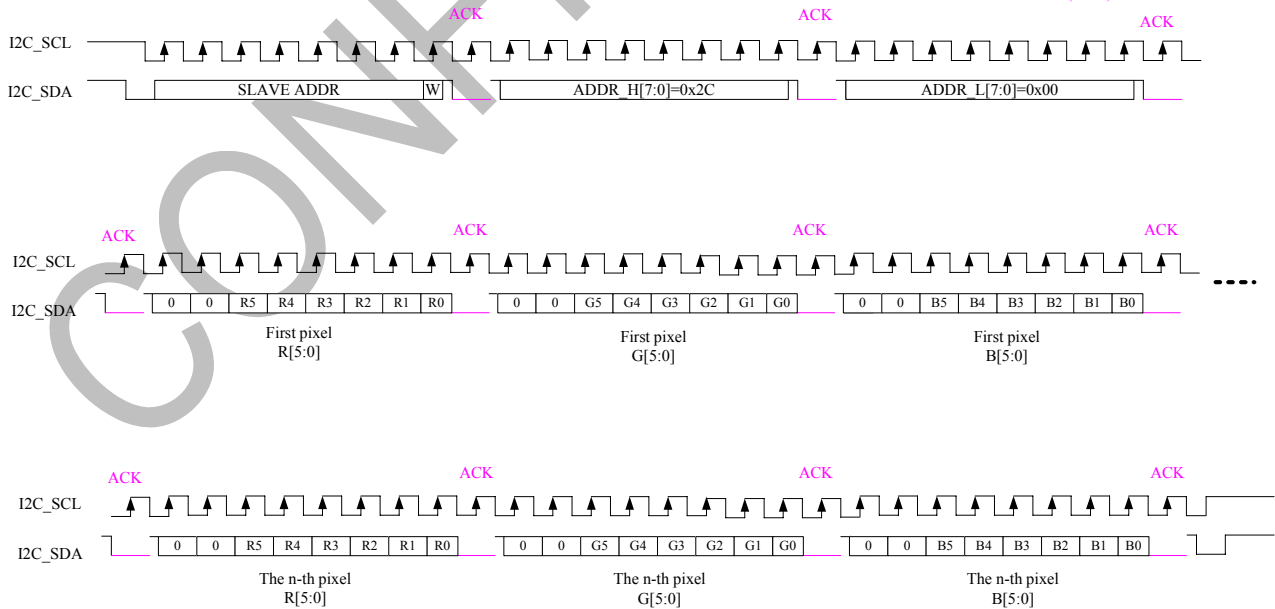 ACK ACK ACK
I2C_SCL
I2C_SDA SLAVE ADDR W ADDR_H[7:0]=0x2C ADDR_L[7:0]=0x00
ACK ACK ACK ACK
I2C_SCL
I2C_SDA 0 0 R5 R4 R3 R2 R1 R0 0 0 G5 G4 G3 G2 G1 G0 0 0 B5 B4 B3 B2 B1 B0
First pixel First pixel First pixel
R[5:0] G[5:0] B[5:0]
ACK ACK ACK ACK
I2C_SCL
I2C_SDA 0 0 R5 R4 R3 R2 R1 R0 0 0 G5 G4 G3 G2 G1 G0 0 0 B5 B4 B3 B2 B1 B0
The n-th pixel The n-th pixel The n-th pixel
R[5:0] G[5:0] B[5:0]
CONF